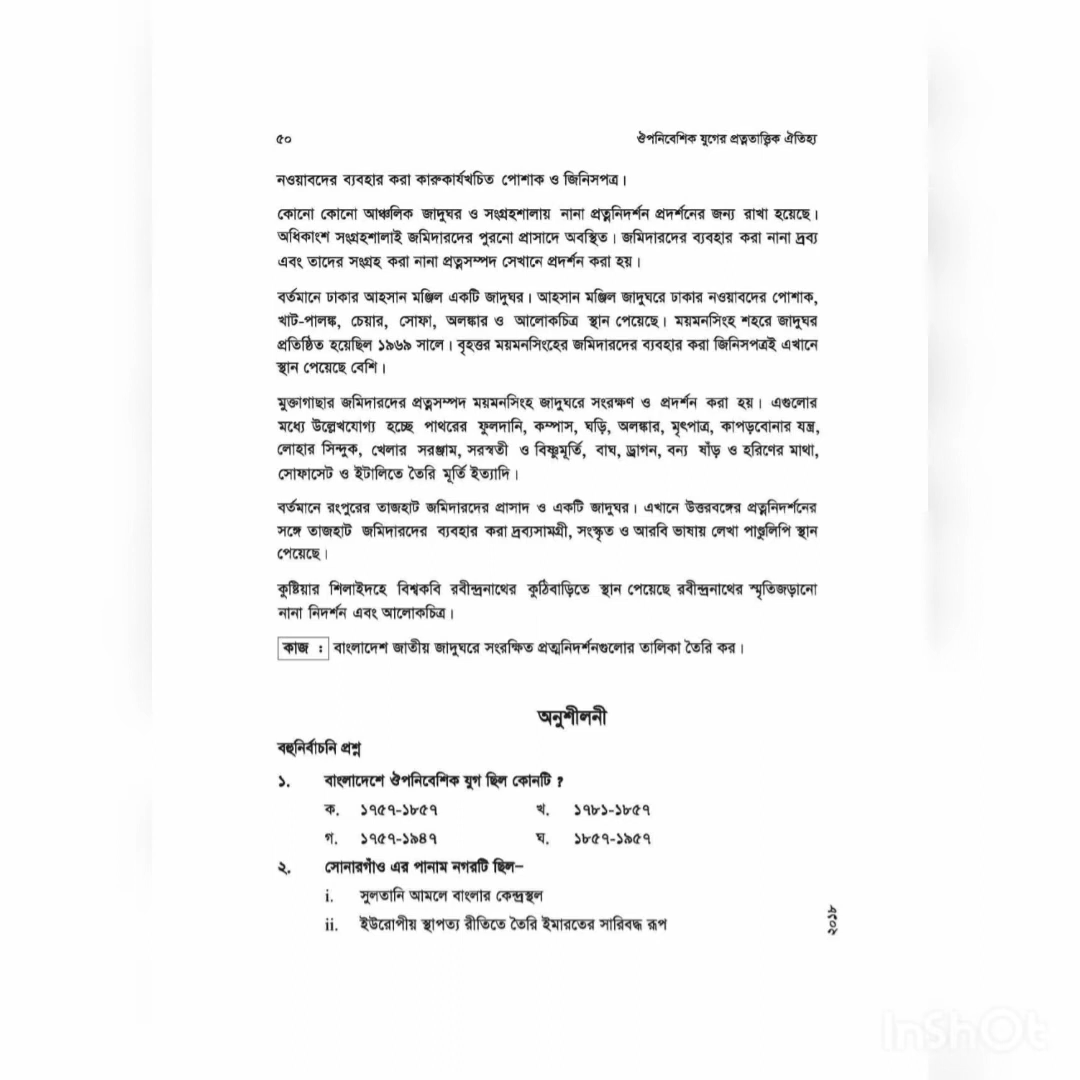 ৫০ ঔপনিবেশিক যুগের প্রত্নতাত্ত্বিক ঐতিহ্য
নওয়াবদের ব্যবহার করা কারুকার্যখচিত পোশাক ও জিনিসপত্র।
কোনো কোনো আঞ্চলিক জাদুঘর ও সংগ্রহশালায় নানা প্রত্ননিদর্শন প্রদর্শনের জন্য রাখা হয়েছে।
অধিকাংশ সংগ্রহশালাই জমিদারদের পুরনো প্রাসাদে অবস্থিত। জমিদারদের ব্যবহার করা নানা দ্রব্য
এবং তাদের সংগ্রহ করা নানা প্রত্নসম্পদ সেখানে প্রদর্শন করা হয়।
বর্তমানে ঢাকার আহসান মঞ্জিল একটি জাদুঘর। আহসান মঞ্জিল জাদুঘরে ঢাকার নওয়াবদের পোশাক,
খাট-পালঙ্ক, চেয়ার, সোফা, অলঙ্কার ও আলোকচিত্র স্থান পেয়েছে। ময়মনসিংহ শহরে জাদুঘর
প্রতিষ্ঠিত হয়েছিল ১৯৬৯ সালে। বৃহত্তর ময়মনসিংহের জমিদারদের ব্যবহার করা জিনিসপত্রই এখানে
স্থান পেয়েছে বেশি।
মুক্তাগাছার জমিদারদের প্রত্নসম্পদ ময়মনসিংহ জাদুঘরে সংরক্ষণ ও প্রদর্শন করা হয়। এগুলোর
মধ্যে উল্লেখযোগ্য হচ্ছে পাথরের ফুলদানি, কম্পাস, ঘড়ি, অলঙ্কার, মৃৎপাত্র, কাপড়বোনার যন্ত্র,
লোহার সিন্দুক, খেলার সরঞ্জাম, সরস্বতী ও বিষ্ণুমূর্তি, বাঘ, ড্রাগন, বন্য ষাঁড় ও হরিণের মাথা,
সোফাসেট ও ইটালিতে তৈরি মূর্তি ইত্যাদি।
বর্তমানে রংপুরের তাজহাট জমিদারদের প্রাসাদ ও একটি জাদুঘর। এখানে উত্তরবঙ্গের প্রত্ননিদর্শনের
সঙ্গে তাজহাট জমিদারদের ব্যবহার করা দ্রব্যসামগ্রী, সংস্কৃত ও আরবি ভাষায় লেখা পাণ্ডুলিপি স্থান
পেয়েছে।
কুষ্টিয়ার শিলাইদহে বিশ্বকবি রবীন্দ্রনাথের কুঠিবাড়িতে স্থান পেয়েছে রবীন্দ্রনাথের স্মৃতিজড়ানো
নানা নিদর্শন এবং আলোকচিত্র।
কাজ : বাংলাদেশ জাতীয় জাদুঘরে সংরক্ষিত প্রত্মনিদর্শনগুলোর তালিকা তৈরি কর।
অনুশীলনী
বহুনির্বাচনি প্রশ্ন
১. বাংলাদেশে ঔপনিবেশিক যুগ ছিল কোনটি ?
ক. ১৭৫৭-১৮৫৭ খ. ১৭৮১-১৮৫৭
গ. ১৭৫৭-১৯৪৭ ঘ. ১৮৫৭-১৯৫৭
২. সোনারগাঁও এর পানাম নগরটি ছিল–
i. সুলতানি আমলে বাংলার কেন্দ্রস্থল
ii. ইউরোপীয় স্থাপত্য রীতিতে তৈরি ইমারতের সারিবদ্ধ রূপ
২০১৮
InShOt